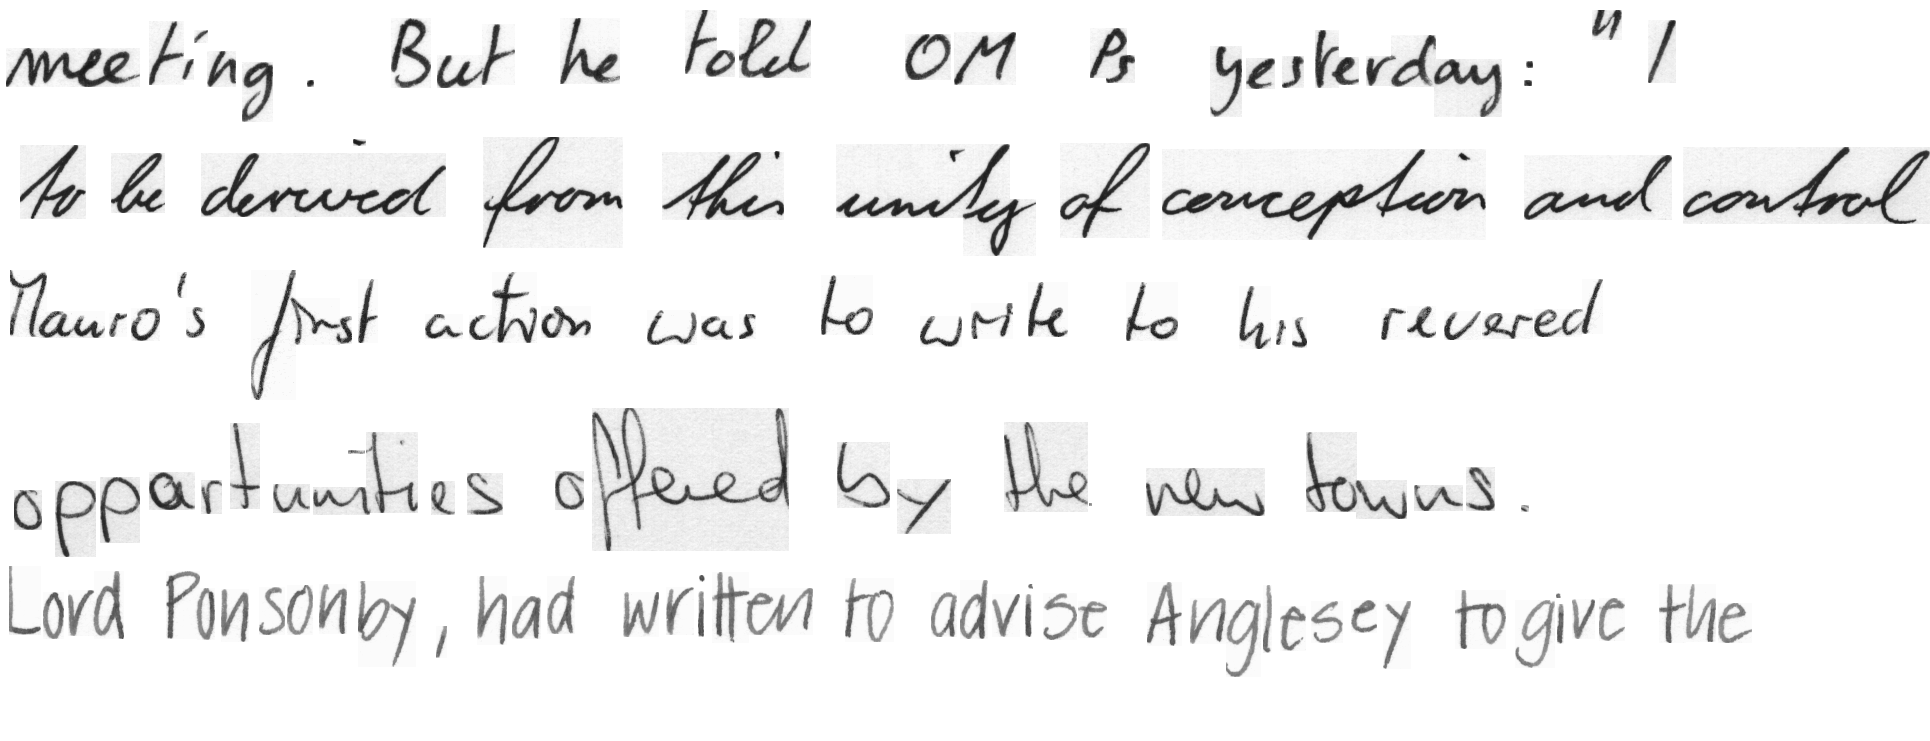 meeting. But he told OM Ps yesterday: "I
to be derived from this unity of conception and control
Mauro's first action was to write to his revered
opportunities offered by the new towns.
Lord Ponsonby, had written to advise Anglesey to give the